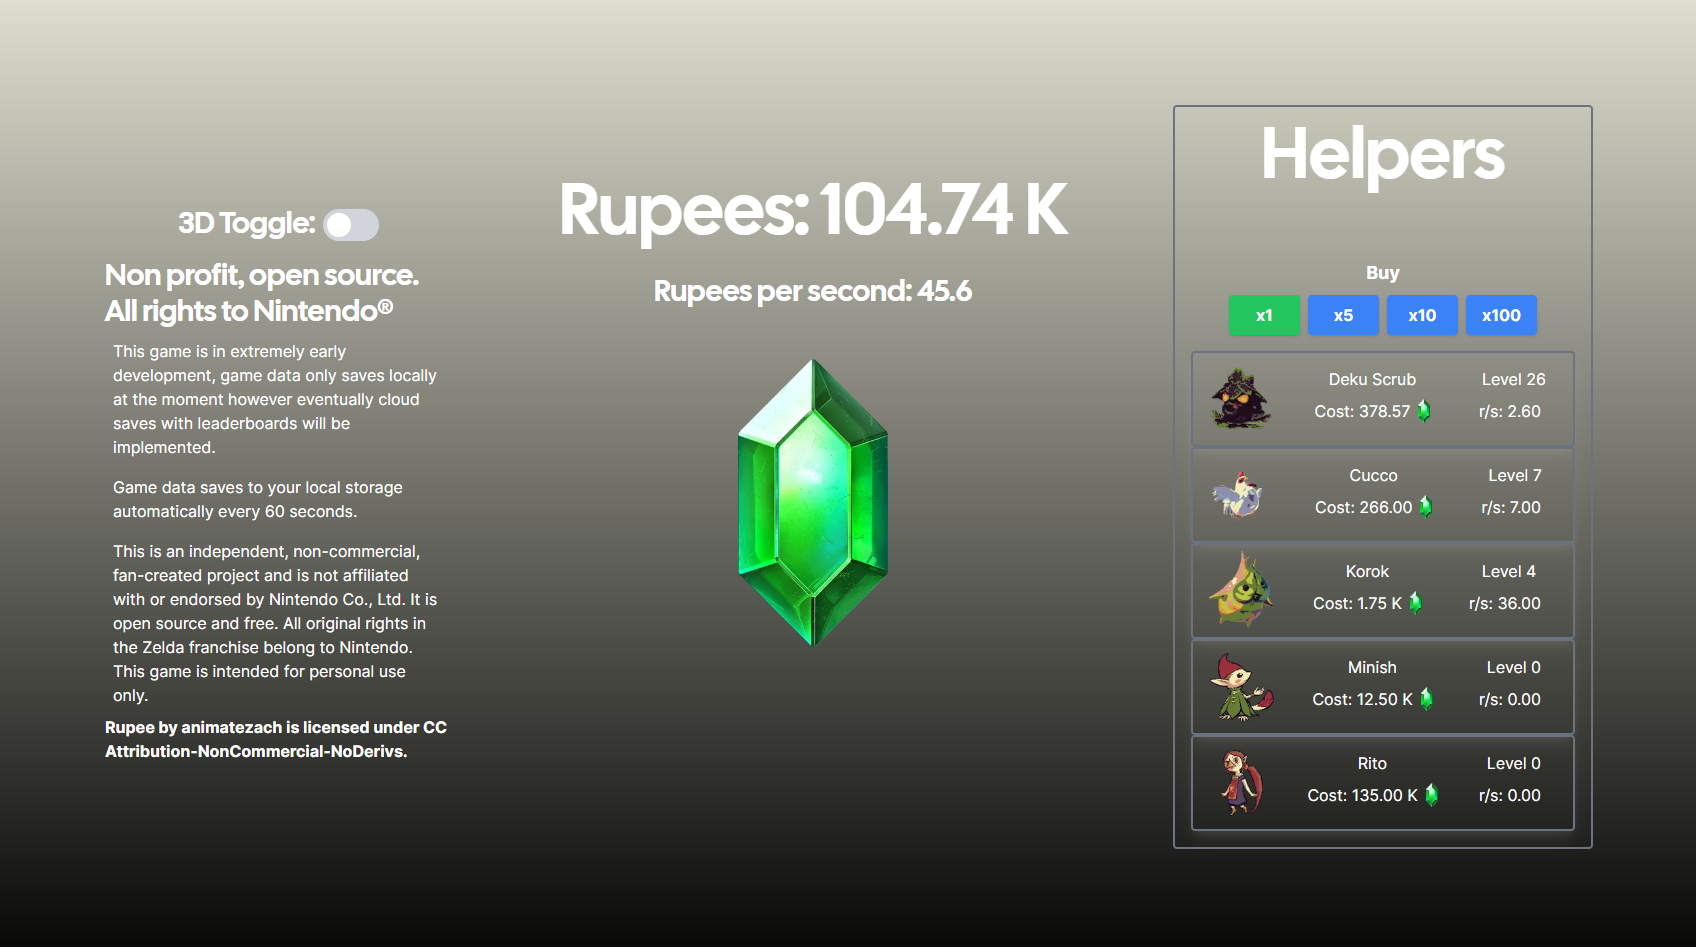 3D Toggle:
Non profit, open source.
All rights to Nintendo®
This game is in extremely early
development, game data only saves locally
at the moment however eventually cloud
saves with leaderboards will be
implemented.
Game data saves to your local storage
automatically every 60 seconds.
This is an independent, non-commercial,
fan-created project and is not affiliated
with or endorsed by Nintendo Co., Ltd. It is
open source and free. All original rights in
the Zelda franchise belong to Nintendo.
This game is intended for personal use
only.
Rupee by animatezach is licensed under CC
Attribution-NonCommercial-NoDerivs.
Rupees: 104.74 K
Rupees per second: 45.6
Helpers
Buy
x1 x5 x10 x100
Deku Scrub Level 26
Cost: 378.57 r/s: 2.60
Cucco Level 7
Cost: 266.00 r/s: 7.00
Korok Level 4
Cost: 1.75 K r/s: 36.00
Minish Level 0
Cost: 12.50 K r/s: 0.00
Rito Level 0
Cost: 135.00 K r/s: 0.00